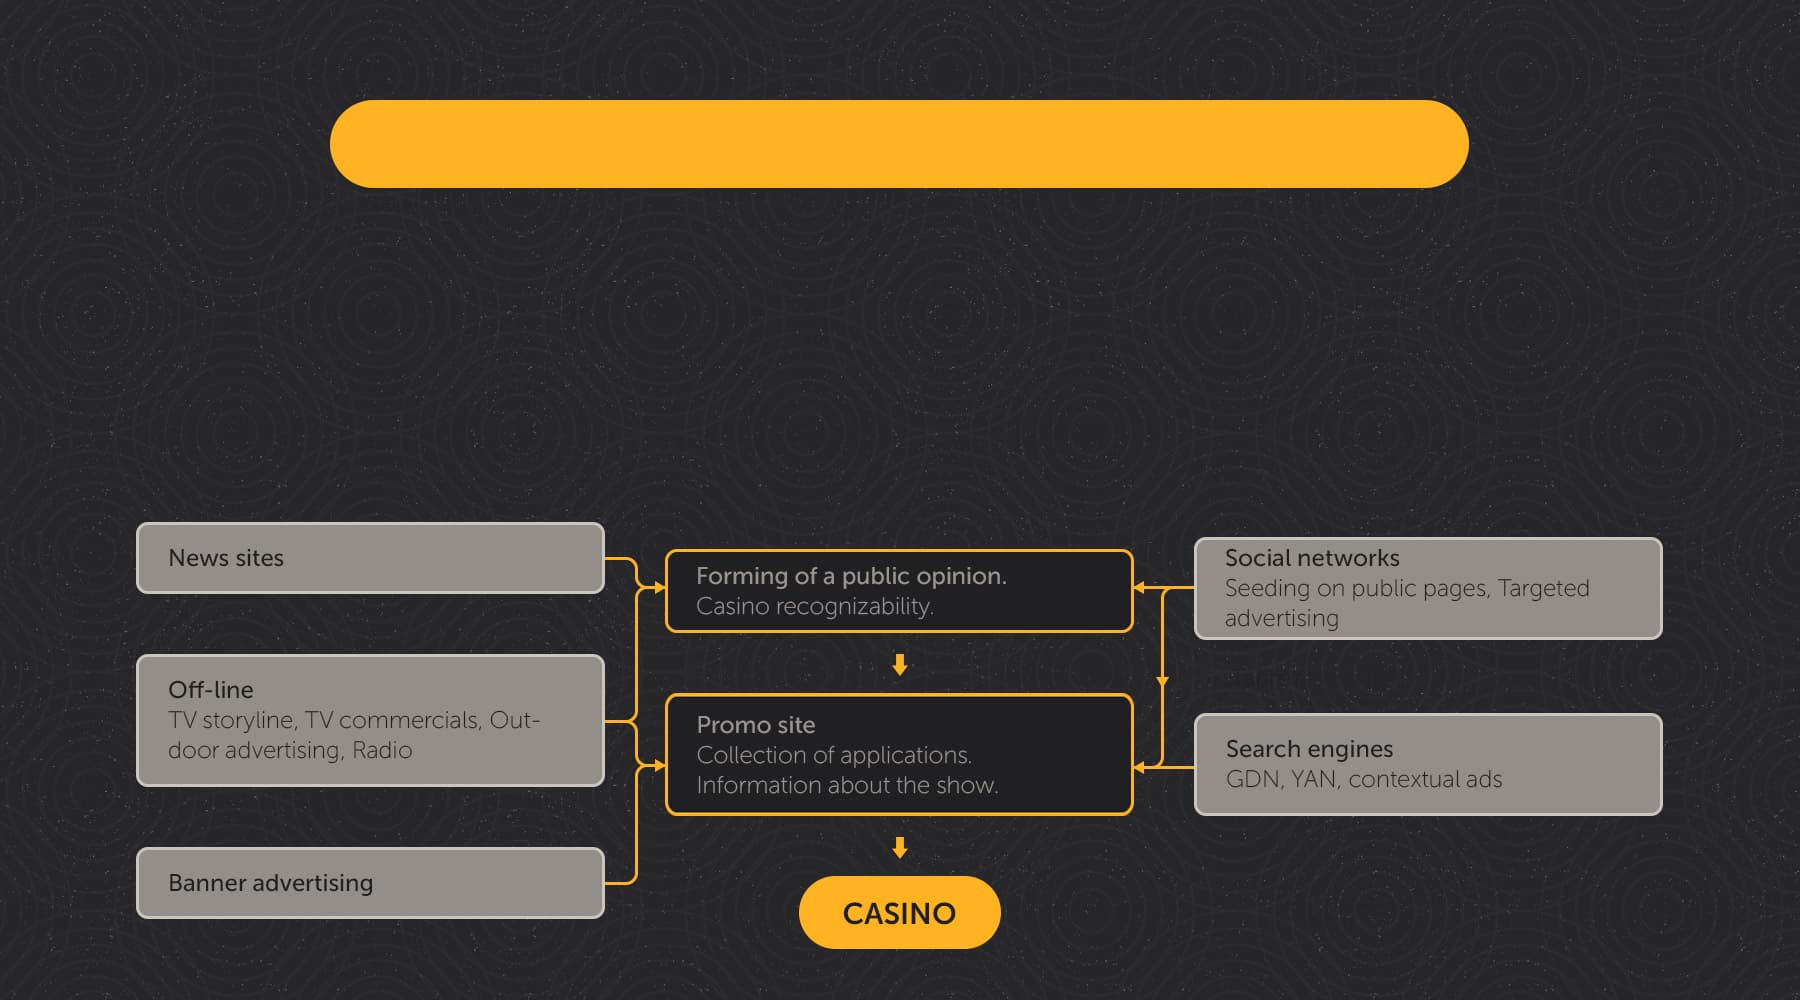 News sites
Off-line
TV storyline, TV commercials, Out-
door advertising, Radio
Banner advertising
Forming of a public opinion.
Casino recognizability.
Promo site
Collection of applications.
Information about the show.
CASINO
Social networks
Seeding on public pages, Targeted
advertising
Search engines
GDN, YAN, contextual ads